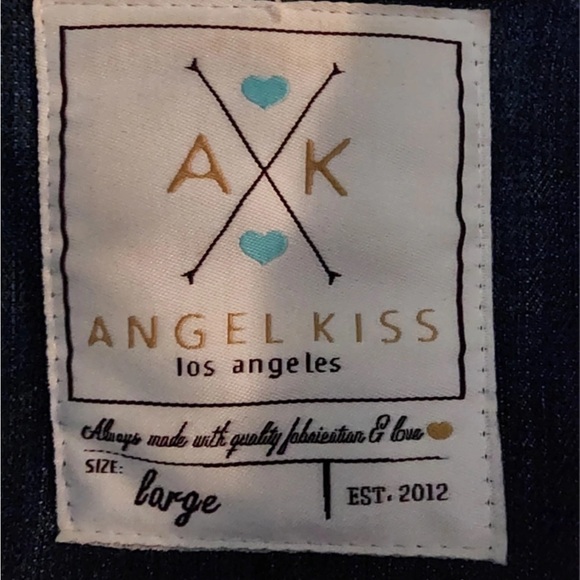 A K
ANGEL KISS
los angeles
Always made with quality fabrication & love
SIZE: large
EST. 2012